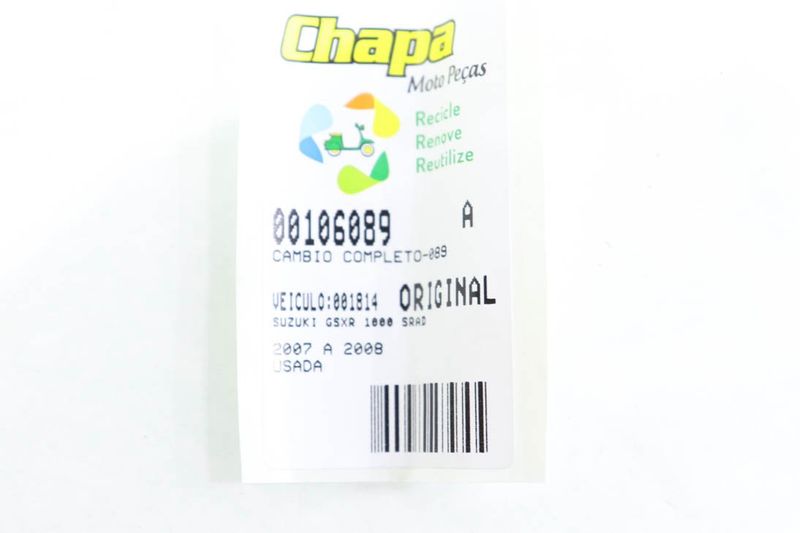 Chapa
Moto Peças
Recicle
Renove
Reutilize
00106089 A
CAMBIO COMPLETO-089
VEICULO:001814 ORIGINAL
SUZUKI GSXR 1000 SRAD
2007 A 2008
USADA